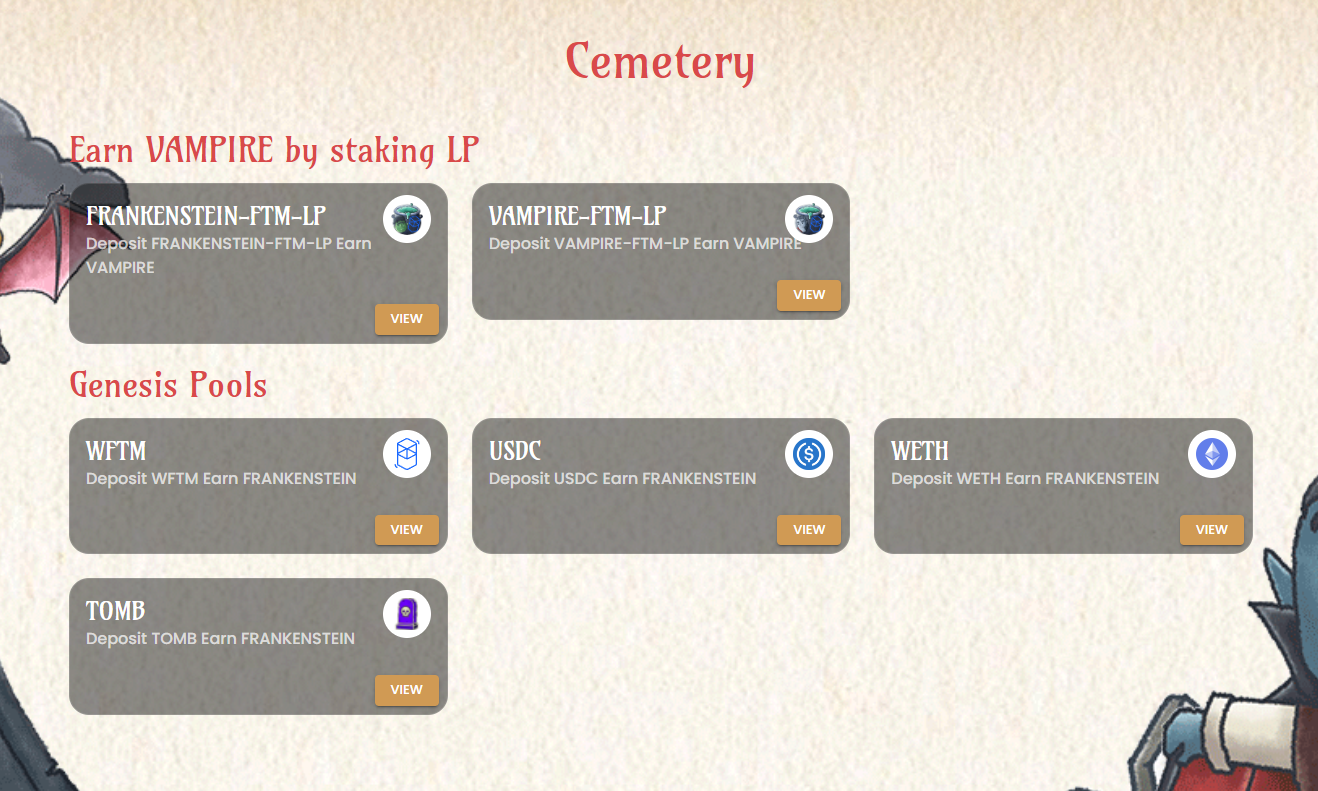 Cemetery
Earn VAMPIRE by staking LP
FRANKENSTEIN-FTM-LP
Deposit FRANKENSTEIN-FTM-LP Earn
VAMPIRE
VIEW
VAMPIRE-FTM-LP
Deposit VAMPIRE-FTM-LP Earn VAMPIRE
VIEW
Genesis Pools
WFTM
Deposit WFTM Earn FRANKENSTEIN
VIEW
USDC
Deposit USDC Earn FRANKENSTEIN
VIEW
WETH
Deposit WETH Earn FRANKENSTEIN
VIEW
TOMB
Deposit TOMB Earn FRANKENSTEIN
VIEW